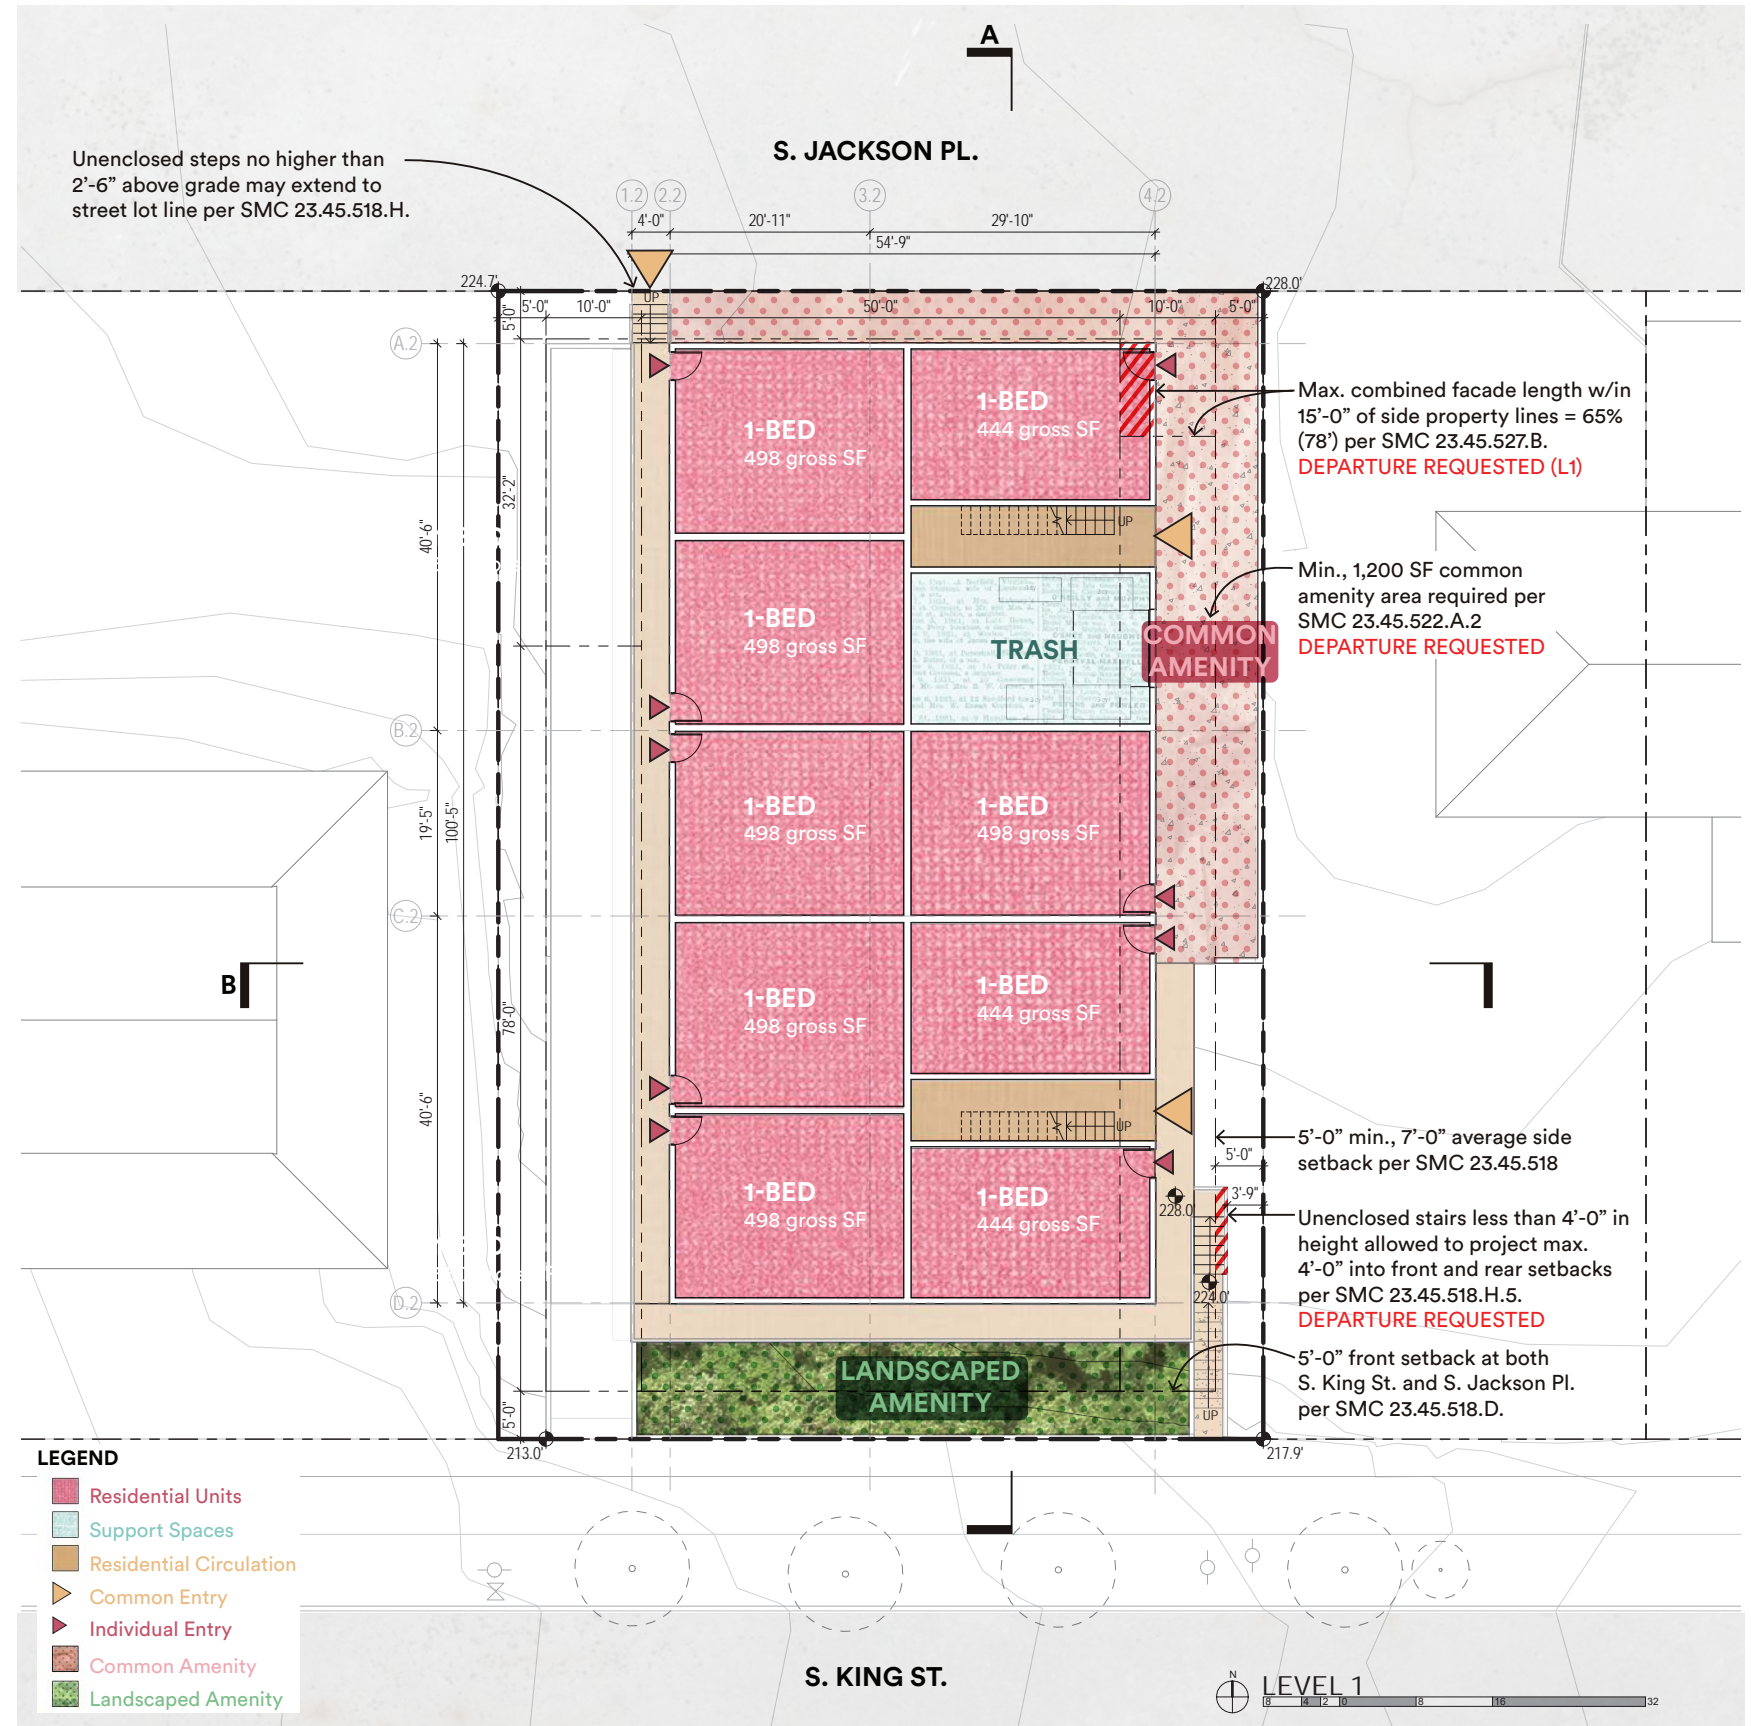 A
S. JACKSON PL.
Unenclosed steps no higher than
2'-6" above grade may extend to
street lot line per SMC 23.45.518.H.
1.2
2.2
3.2
4.2
4'-0"
20'-11"
29'-10"
54'-9"
224.7'
228.0'
UP
5'-0"
5'-0"
10'-0"
50'-0"
10'-0"
5'-0"
A.2
1-BED
498 gross SF
1-BED
444 gross SF
Max. combined facade length w/in
15'-0" of side property lines = 65%
(78') per SMC 23.45.527.B.
DEPARTURE REQUESTED (L1)
32'-2"
40'-6"
UP
Min., 1,200 SF common
amenity area required per
SMC 23.45.522.A.2
DEPARTURE REQUESTED
1-BED
498 gross SF
TRASH
COMMON
AMENITY
B.2
19'-5"
100'-5"
1-BED
498 gross SF
1-BED
498 gross SF
C.2
B
78'-0"
1-BED
498 gross SF
1-BED
444 gross SF
40'-6"
UP
5'-0" min., 7'-0" average side
setback per SMC 23.45.518
5'-0"
3'-9"
1-BED
498 gross SF
1-BED
444 gross SF
228.0'
Unenclosed stairs less than 4'-0" in
height allowed to project max.
4'-0" into front and rear setbacks
per SMC 23.45.518.H.5.
DEPARTURE REQUESTED
224.0'
D.2
LANDSCAPED
AMENITY
5'-0" front setback at both
S. King St. and S. Jackson Pl.
per SMC 23.45.518.D.
5'-0"
UP
213.0'
217.9'
LEGEND
Residential Units
Support Spaces
Residential Circulation
Common Entry
Individual Entry
Common Amenity
Landscaped Amenity
S. KING ST.
N
LEVEL 1
8 4 2 0 8 16 32